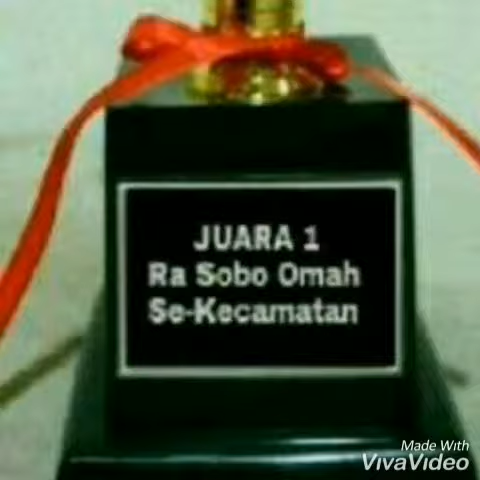 JUARA 1
Ra Sobo Omah
Se-Kecamatan
Made With
VivaVideo